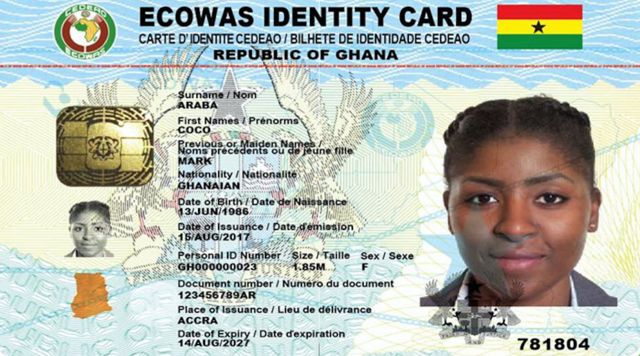 CEDEAO
ECOWAS
ECOWAS IDENTITY CARD
CARTE D'IDENTITE CEDEAO / BILHETE DE IDENTIDADE CEDEAO
REPUBLIC OF GHANA
Surname / Nom
ARABA
First Names / Prénorms
COCO
Previous or Maiden Names
Noms précédents ou de jeune fille
MARK
Nationality / Nationalité
GHANAIAN
Date of Birth / Date de Naissance
13/JUN/1986
Date of Issuance / Date d'émission
15/AUG/2017
Personal ID Number Size / Taille Sex / Sexe
GH000000023 1.85M F
Document number / Numéro du document
123456789AR
Place of Issuance / Lieu de délivrance
ACCRA
Date of Expiry / Date d'expiration
14/AUG/2027
781804